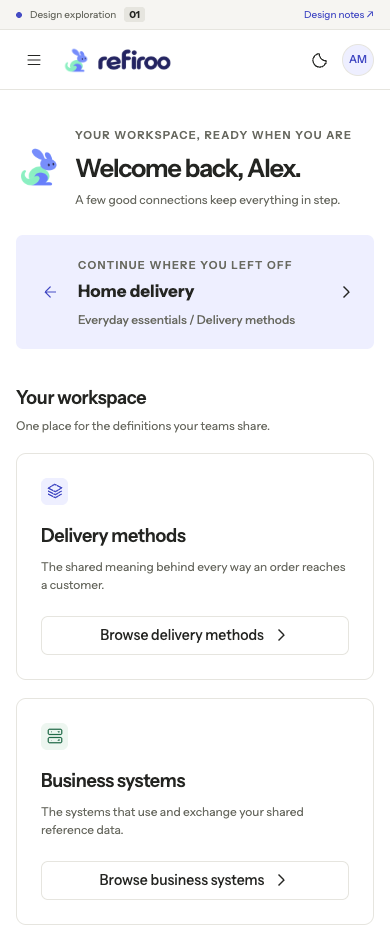 Design exploration 01
Design notes ↗
refiroo
AM
YOUR WORKSPACE, READY WHEN YOU ARE
Welcome back, Alex.
A few good connections keep everything in step.
CONTINUE WHERE YOU LEFT OFF
Home delivery
Everyday essentials / Delivery methods
Your workspace
One place for the definitions your teams share.
Delivery methods
The shared meaning behind every way an order reaches
a customer.
Browse delivery methods
Business systems
The systems that use and exchange your shared
reference data.
Browse business systems